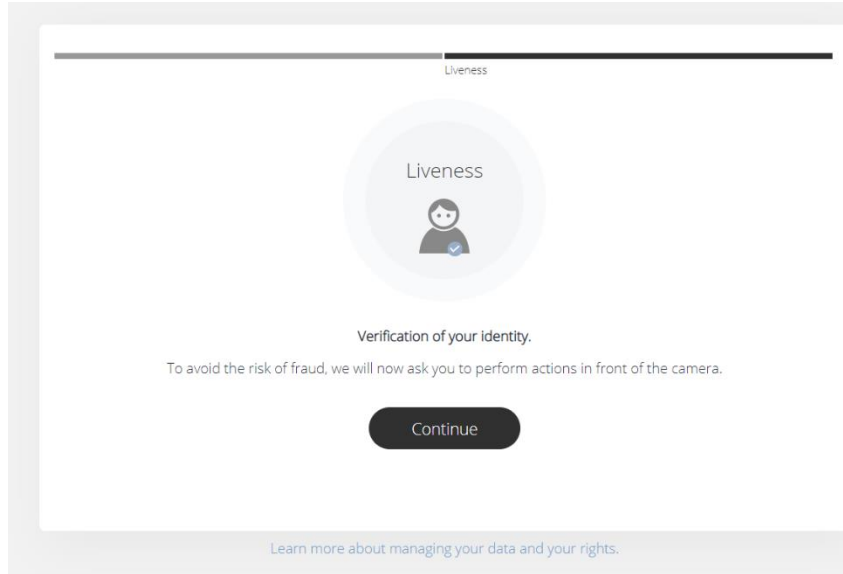 Liveness
Liveness
Verification of your identity.
To avoid the risk of fraud, we will now ask you to perform actions in front of the camera.
Continue
Learn more about managing your data and your rights.